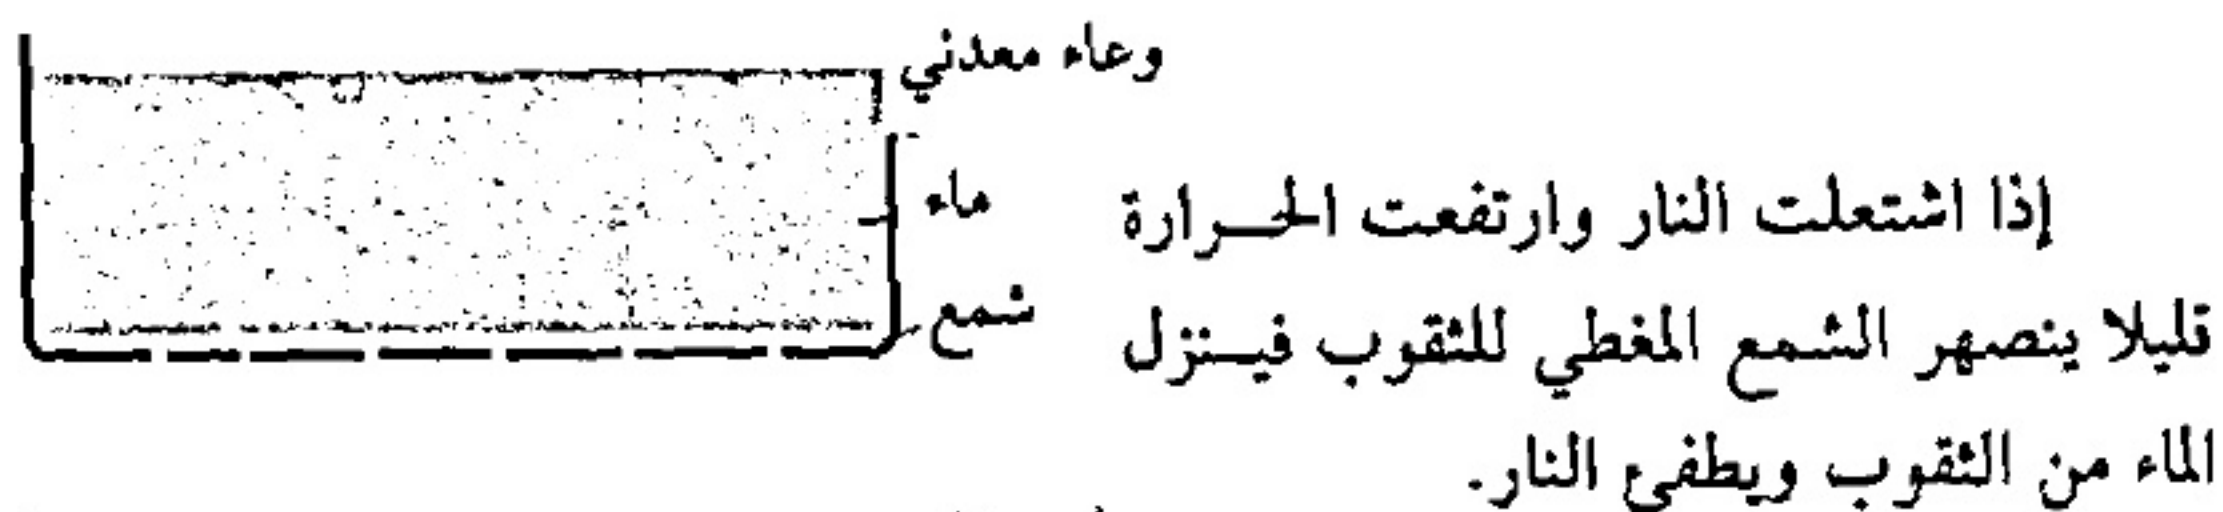 وعاء معدني
ماء
شمع
إذا اشتعلت النار وارتفعت الحرارة
قليلا ينصهر الشمع المغطي للثقوب فينزل
الماء من الثقوب ويطفئ النار.